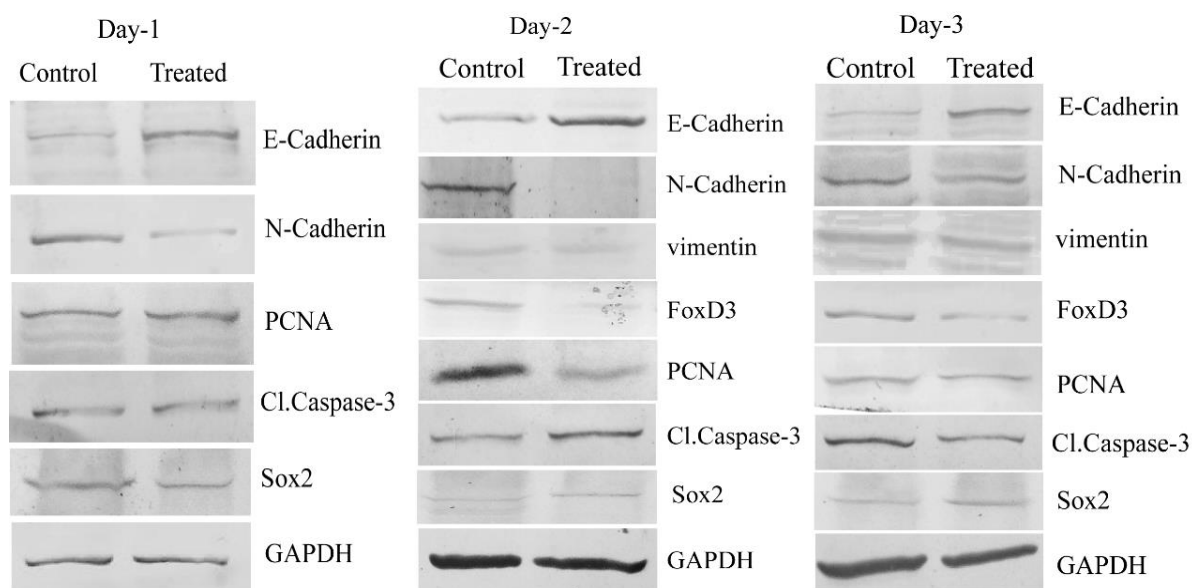 Day-1
Control Treated
E-Cadherin
N-Cadherin
PCNA
Cl.Caspase-3
Sox2
GAPDH
Day-2
Control Treated
E-Cadherin
N-Cadherin
vimentin
FoxD3
PCNA
Cl.Caspase-3
Sox2
GAPDH
Day-3
Control Treated
E-Cadherin
N-Cadherin
vimentin
FoxD3
PCNA
Cl.Caspase-3
Sox2
GAPDH